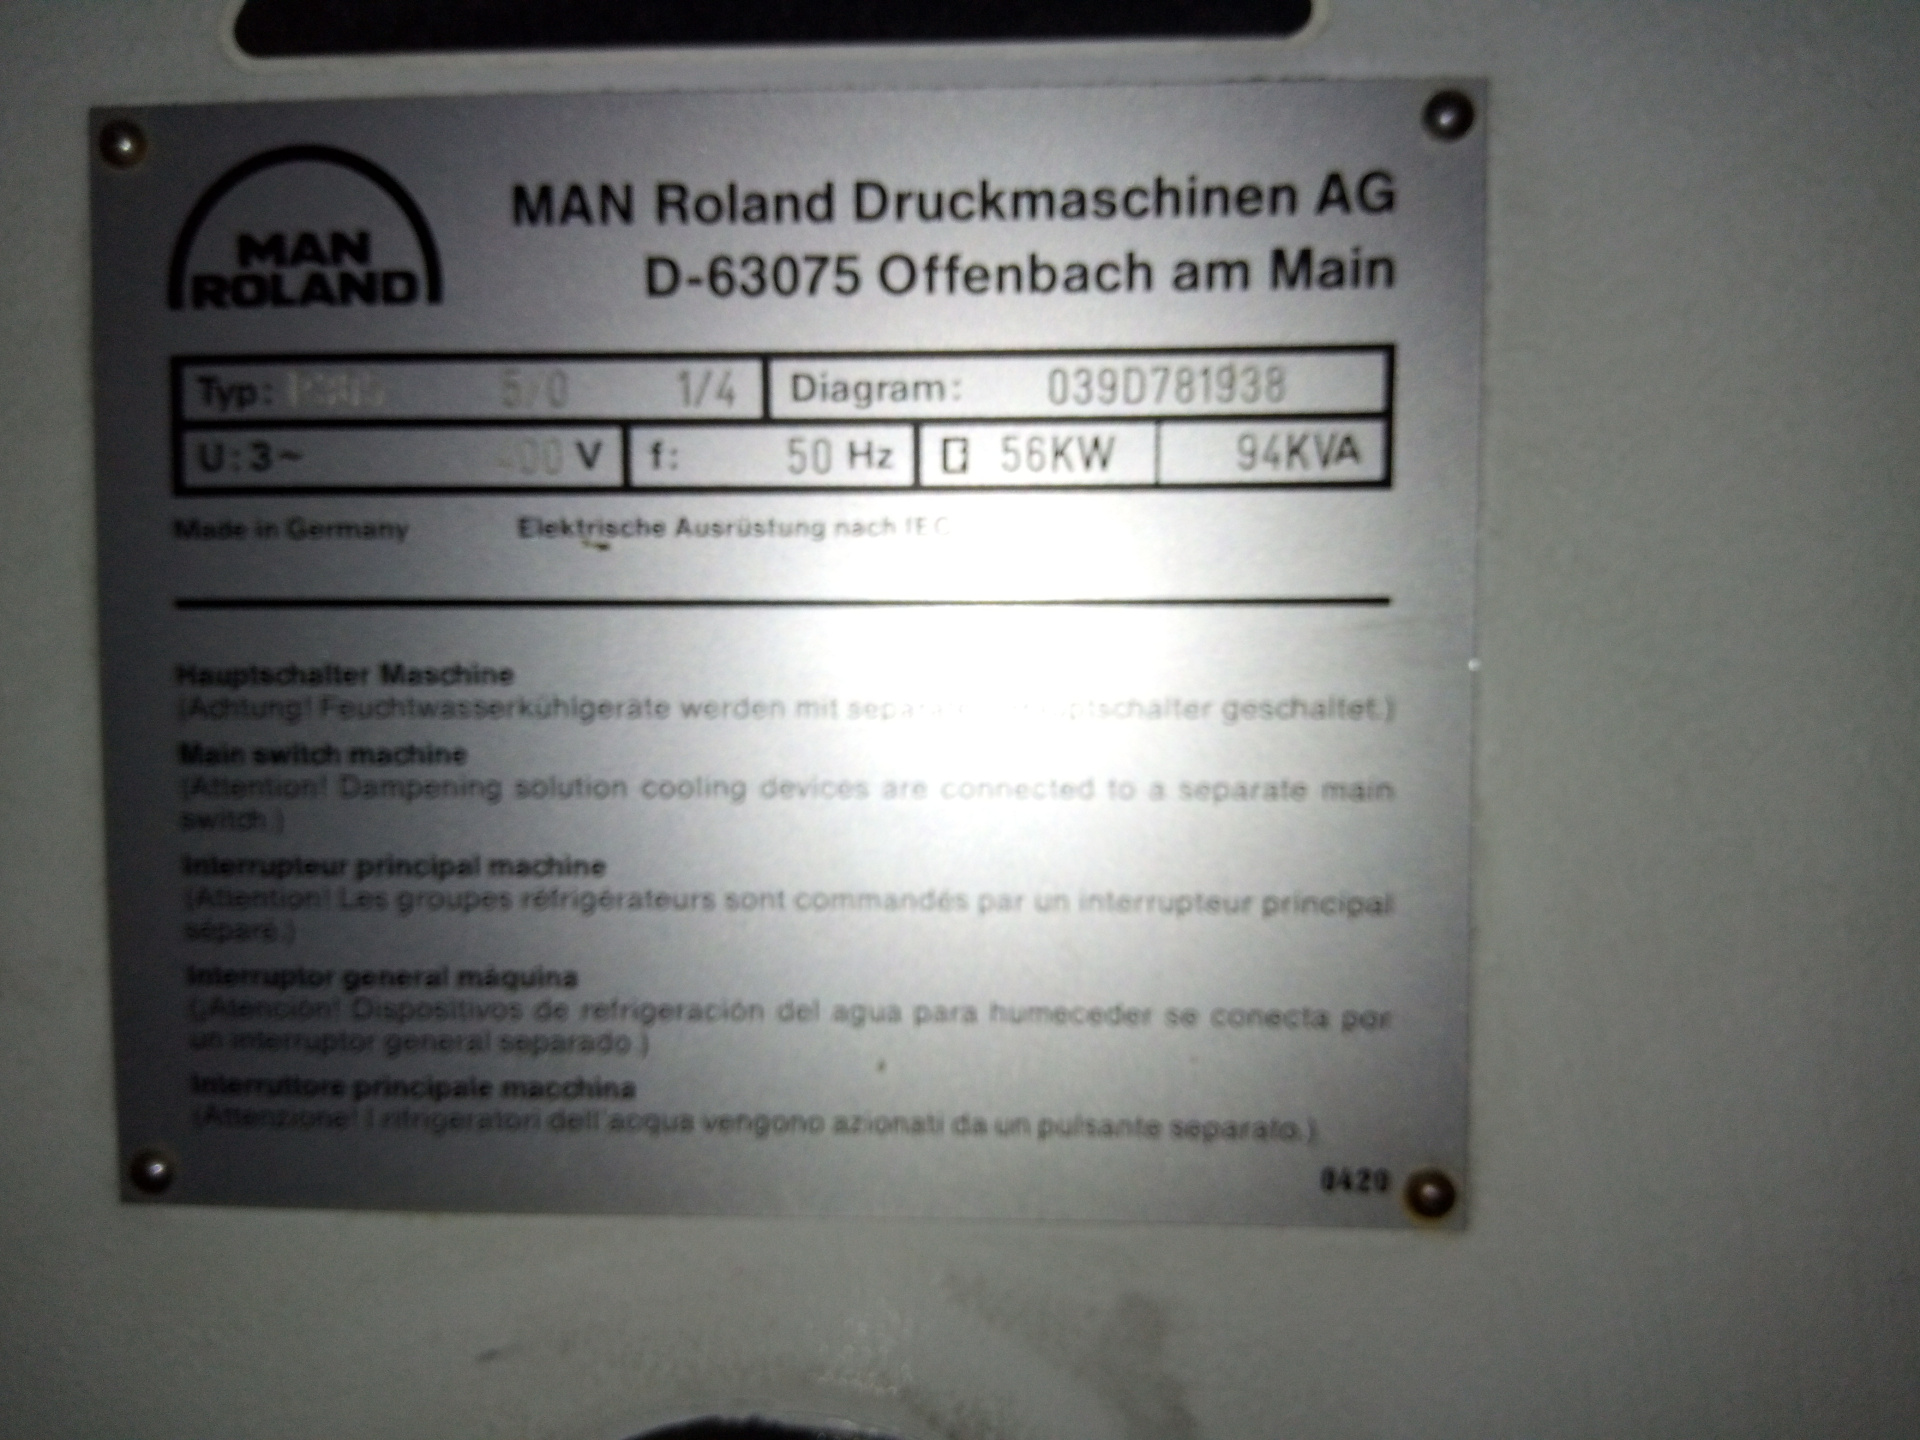 MAN
ROLAND
MAN Roland Druckmaschinen AG
D-63075 Offenbach am Main
Typ: 5/0 1/4 Diagram: 039D781938
U: 3~ V f: 50 Hz 56KW 94KVA
Made in Germany Elektrische Ausrüstung nach
Hauptschalter Maschine
(Achtung! Feuchtwasserkühlgeräte werden mit geschaltet.)
Main switch machine
(Attention! Dampening solution cooling devices are connected to a separate main
switch.)
Interrupteur principal machine
(Attention! Les groupes réfrigérateurs sont commandés par un interrupteur principal
séparé.)
Interruptor general máquina
(¡Atención! Dispositivos de refrigeración del agua para humeceder se conecta por
un interruptor general separado.)
Interruttore principale macchina
(Attenzione! I rifrigeratori dell'acqua vengono azionati da un pulsante separato.)
0420